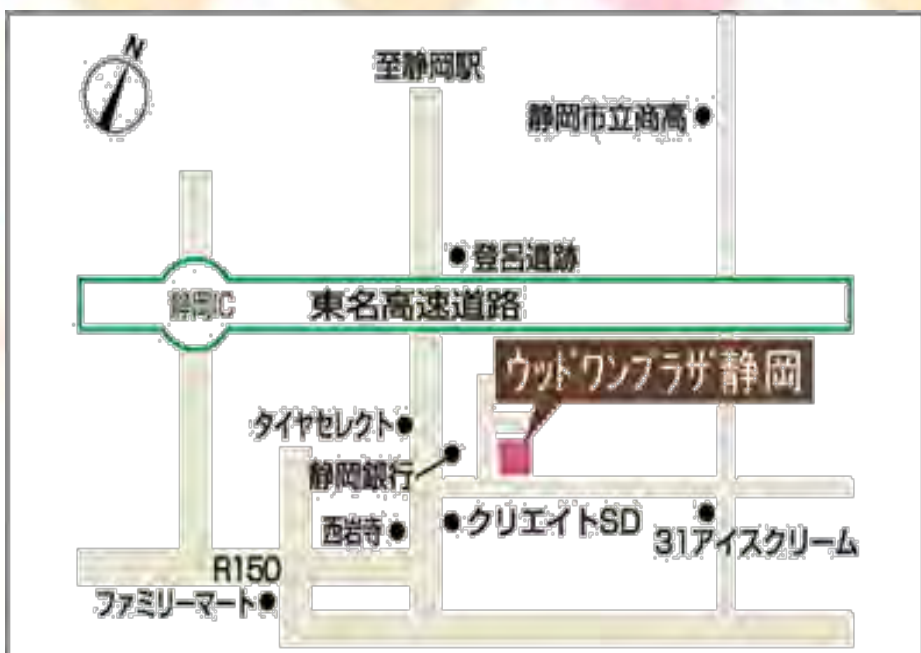 N
至静岡駅
静岡市立商高
登呂遺跡
静岡IC
東名高速道路
ウッドワンプラザ静岡
タイヤセレクト
静岡銀行
西岩寺
クリエイトSD
31アイスクリーム
R150
ファミリーマート